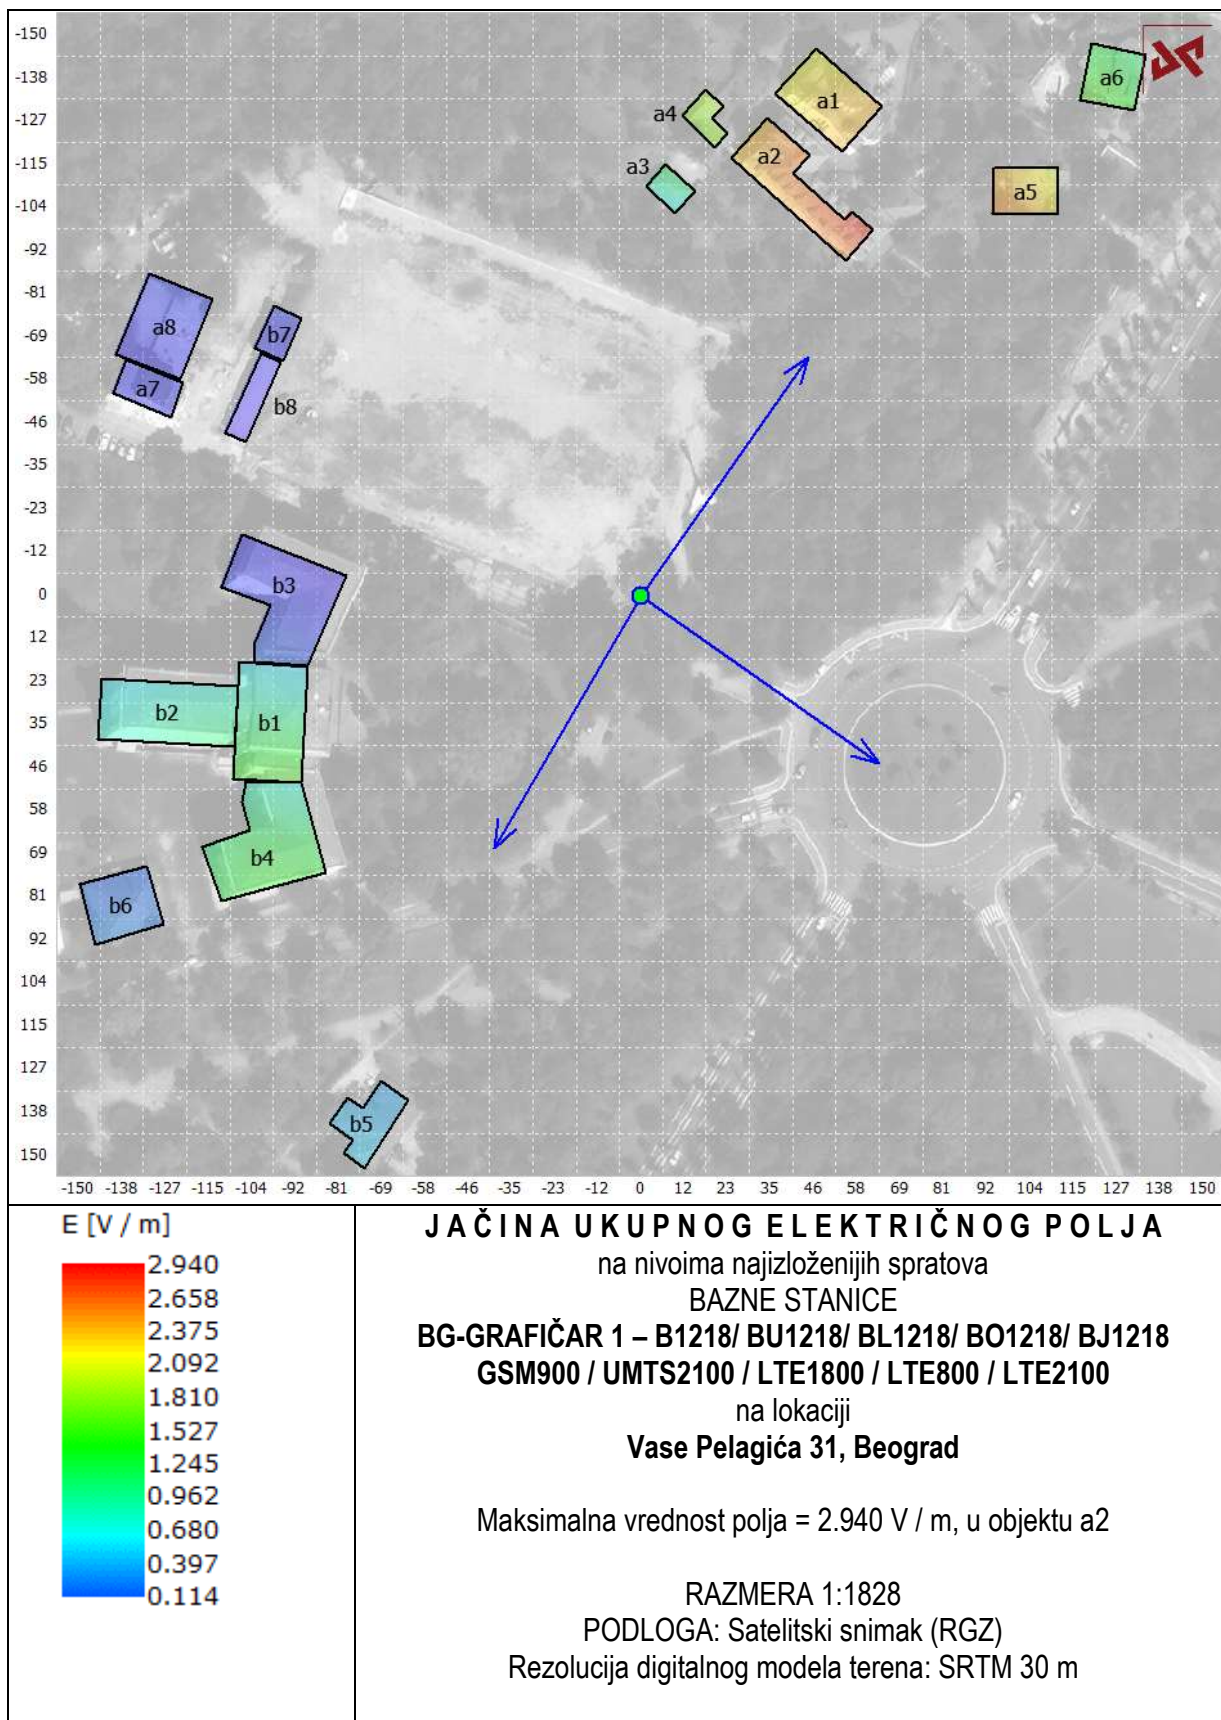 -150
-138
-127
-115
-104
-92
-81
-69
-58
-46
-35
-23
-12
0
12
23
35
46
58
69
81
92
104
115
127
138
150
a1
a2
a3
a4
a5
a6
a7
a8
b1
b2
b3
b4
b5
b6
b7
b8
-150 -138 -127 -115 -104 -92 -81 -69 -58 -46 -35 -23 -12 0 12 23 35 46 58 69 81 92 104 115 127 138 150
E [V / m]
2.940
2.658
2.375
2.092
1.810
1.527
1.245
0.962
0.680
0.397
0.114
JAČINA UKUPNOG ELEKTRIČNOG POLJA
na nivoima najizloženijih spratova
BAZNE STANICE
BG-GRAFIČAR 1 – B1218/ BU1218/ BL1218/ BO1218/ BJ1218
GSM900 / UMTS2100 / LTE1800 / LTE800 / LTE2100
na lokaciji
Vase Pelagića 31, Beograd
Maksimalna vrednost polja = 2.940 V / m, u objektu a2
RAZMERA 1:1828
PODLOGA: Satelitski snimak (RGZ)
Rezolucija digitalnog modela terena: SRTM 30 m